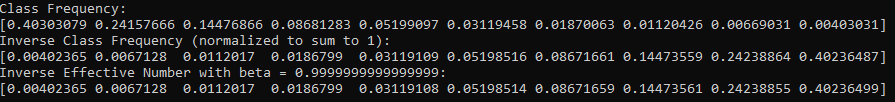 Class Frequency:
[0.40303079 0.24157666 0.14476866 0.08681283 0.05199097 0.03119458 0.01870063 0.01120426 0.00669031 0.00403031]
Inverse Class Frequency (normalized to sum to 1):
[0.00402365 0.0067128  0.0112017  0.0186799  0.03119109 0.05198516 0.08671661 0.14473559 0.24238864 0.40236487]
Inverse Effective Number with beta = 0.9999999999999999:
[0.00402365 0.0067128  0.0112017  0.0186799  0.03119108 0.05198514 0.08671659 0.14473561 0.24238855 0.40236499]